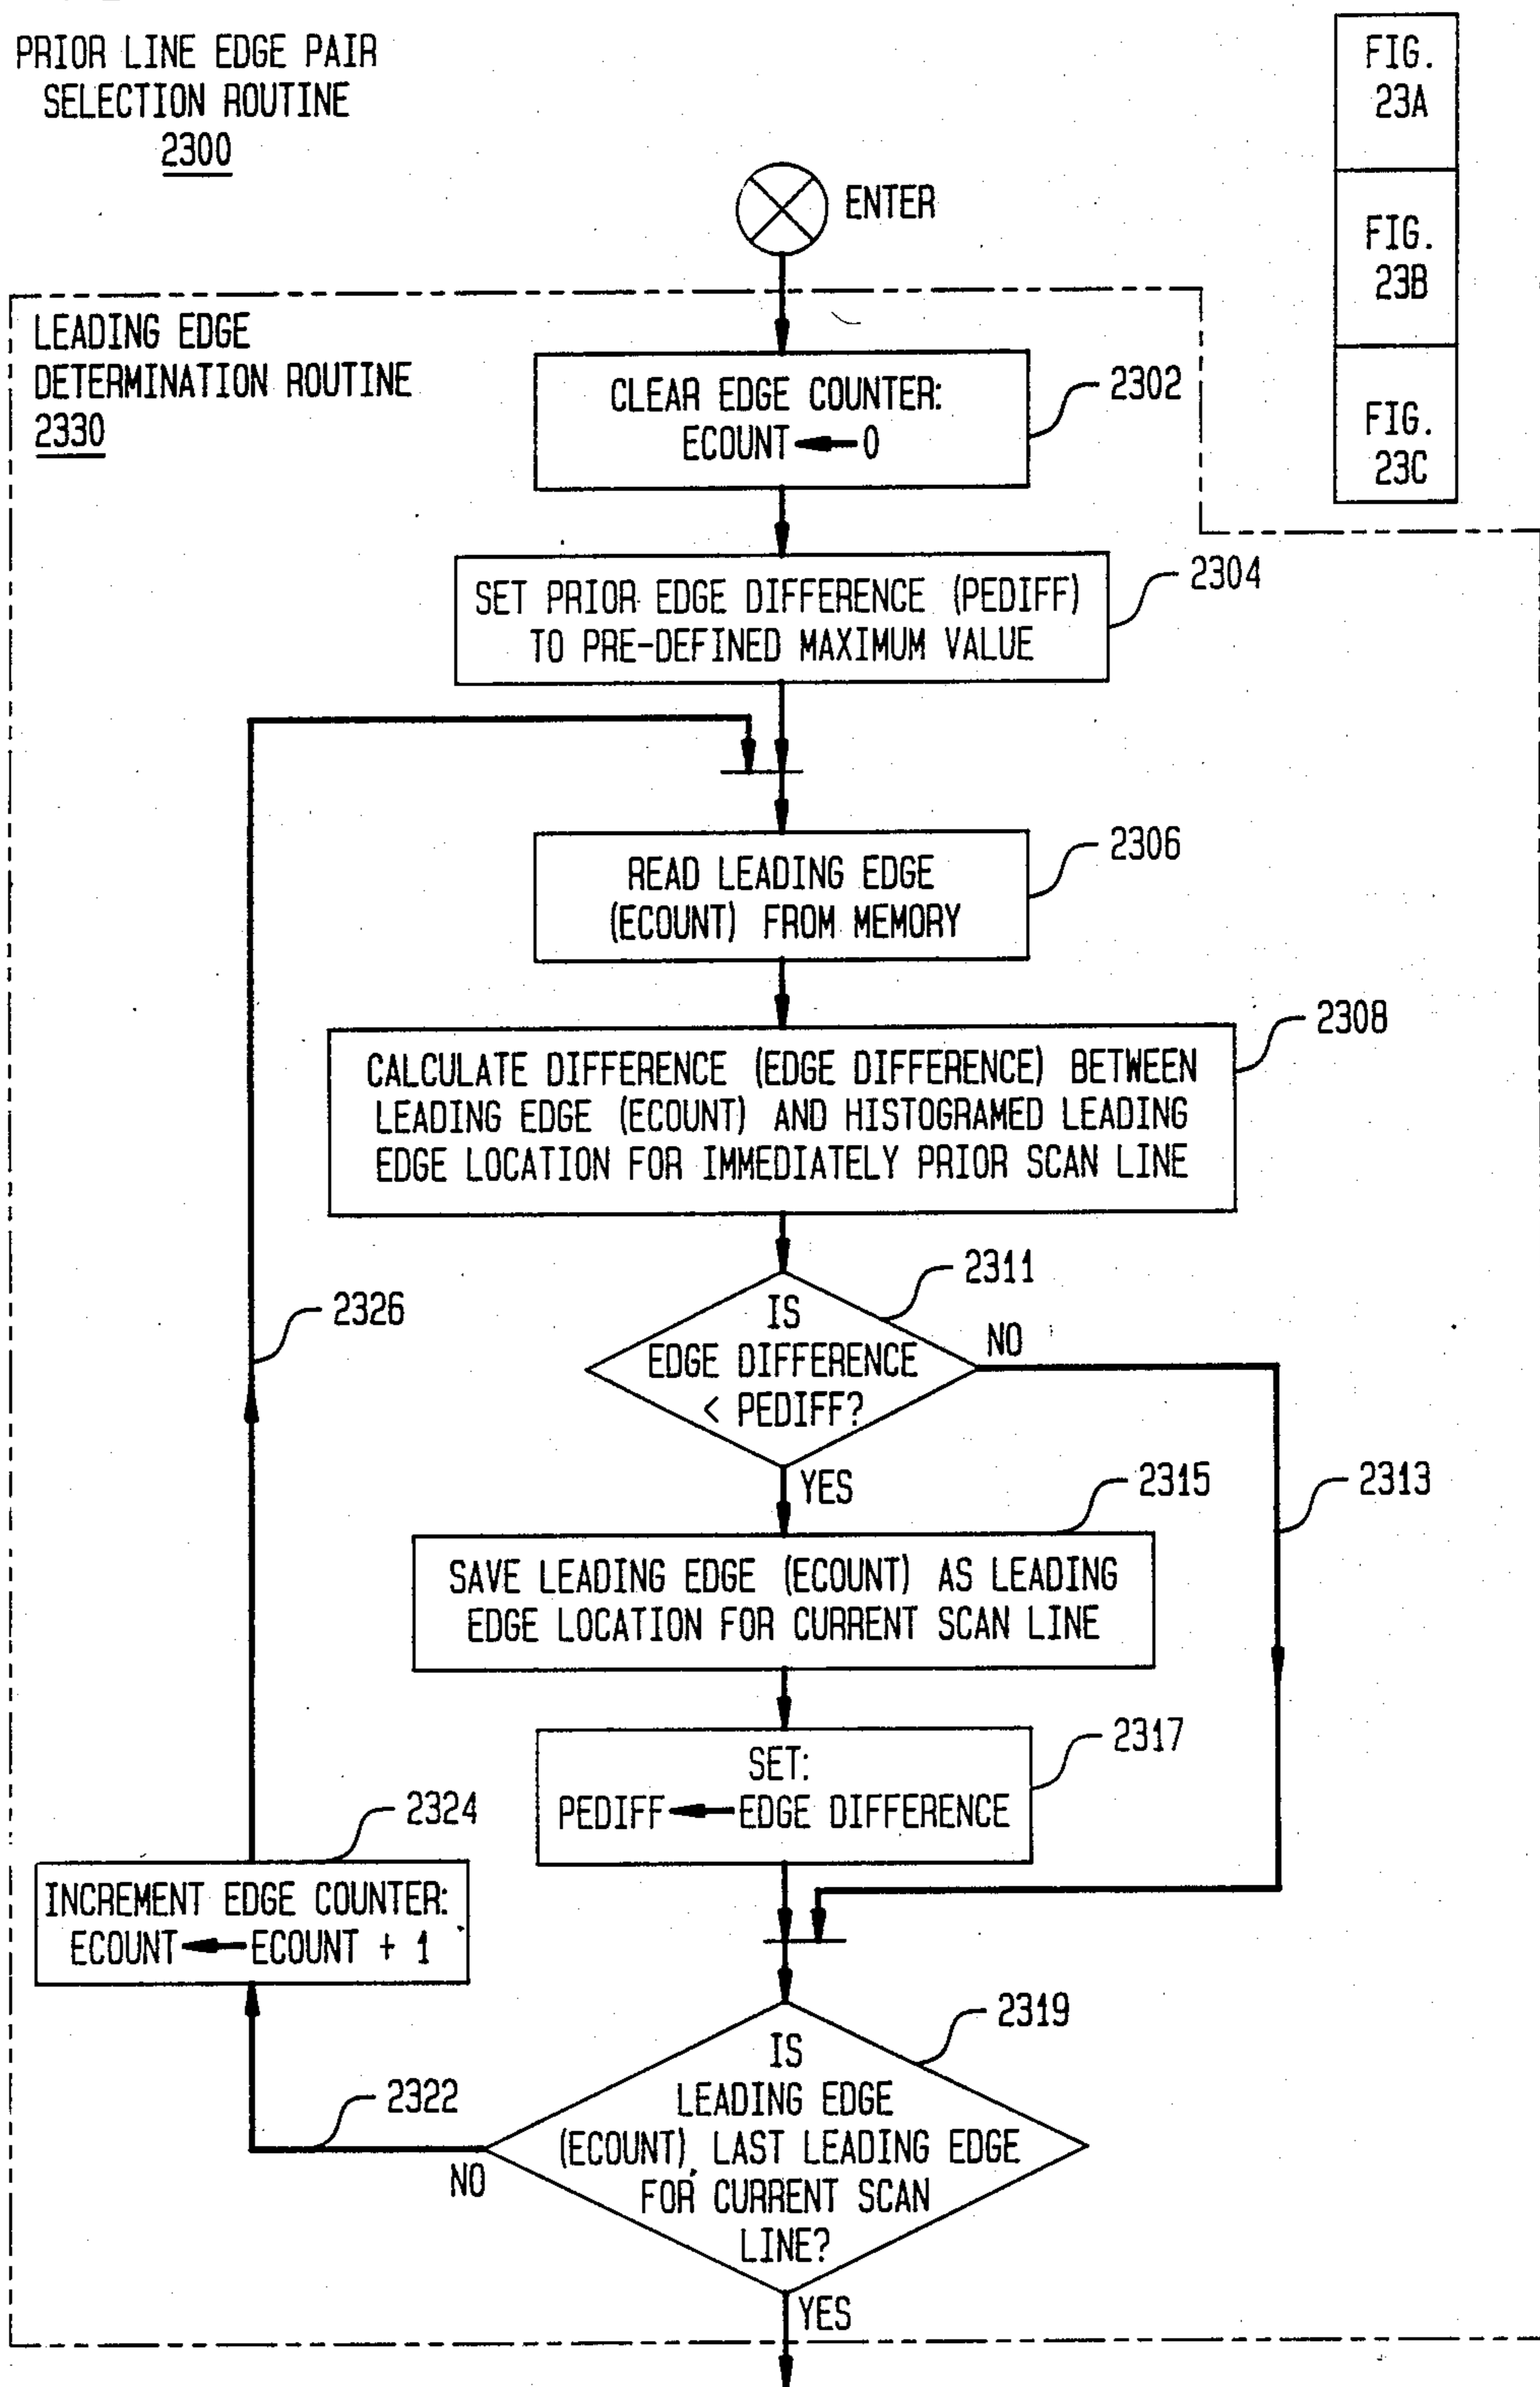 PRIOR LINE EDGE PAIR
SELECTION ROUTINE
2300
FIG.
23A
FIG.
23B
FIG.
23C
ENTER
LEADING EDGE
DETERMINATION ROUTINE
2330
CLEAR EDGE COUNTER:
ECOUNT ← 0
2302
SET PRIOR EDGE DIFFERENCE (PEDIFF)
TO PRE-DEFINED MAXIMUM VALUE
2304
READ LEADING EDGE
(ECOUNT) FROM MEMORY
2306
CALCULATE DIFFERENCE (EDGE DIFFERENCE) BETWEEN
LEADING EDGE (ECOUNT) AND HISTOGRAMED LEADING
EDGE LOCATION FOR IMMEDIATELY PRIOR SCAN LINE
2308
IS
EDGE DIFFERENCE
< PEDIFF?
2311
NO
2326
YES
2313
SAVE LEADING EDGE (ECOUNT) AS LEADING
EDGE LOCATION FOR CURRENT SCAN LINE
2315
SET:
PEDIFF ← EDGE DIFFERENCE
2317
INCREMENT EDGE COUNTER:
ECOUNT ← ECOUNT + 1
2324
IS
LEADING EDGE
(ECOUNT), LAST LEADING EDGE
FOR CURRENT SCAN
LINE?
2319
2322
NO
YES